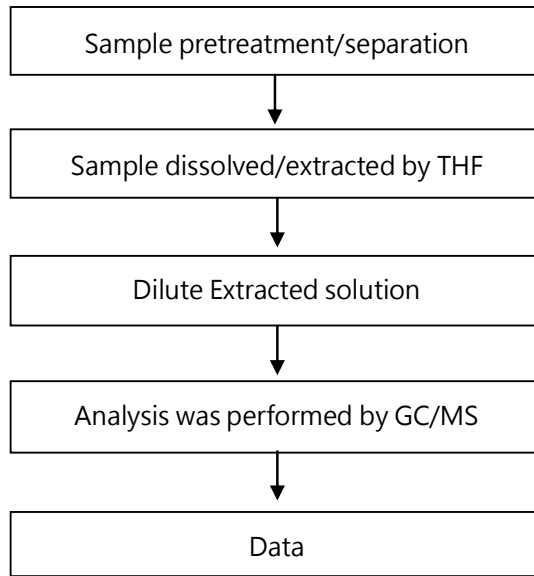 Sample pretreatment/separation
Sample dissolved/extracted by THF
Dilute Extracted solution
Analysis was performed by GC/MS
Data